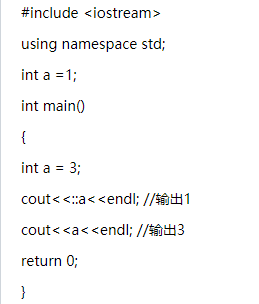 #include <iostream>
using namespace std;
int a =1;
int main()
{
int a = 3;
cout<<::a<<endl; //输出1
cout<<a<<endl; //输出3
return 0;
}